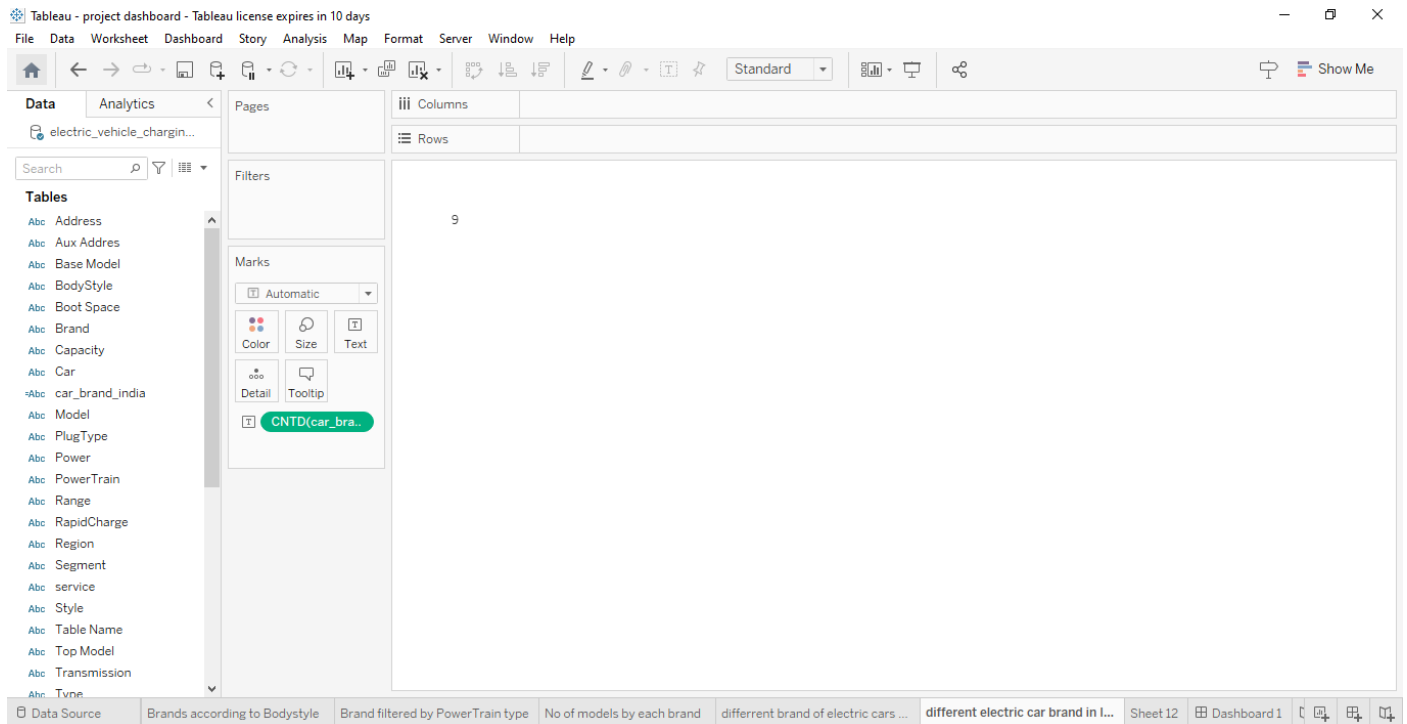 Tableau - project dashboard - Tableau license expires in 10 days
File Data Worksheet Dashboard Story Analysis Map Format Server Window Help
Standard
Show Me
Data Analytics
electric_vehicle_chargin...
Search
Tables
Abc Address
Abc Aux Addres
Abc Base Model
Abc BodyStyle
Abc Boot Space
Abc Brand
Abc Capacity
Abc Car
=Abc car_brand_india
Abc Model
Abc PlugType
Abc Power
Abc PowerTrain
Abc Range
Abc RapidCharge
Abc Region
Abc Segment
Abc service
Abc Style
Abc Table Name
Abc Top Model
Abc Transmission
Abc Type
Pages
Filters
Marks
T Automatic
Color Size Text
Detail Tooltip
T CNTD(car_bra..
Columns
Rows
9
Data Source Brands according to Bodystyle Brand filtered by PowerTrain type No of models by each brand differrent brand of electric cars ... different electric car brand in I... Sheet 12 Dashboard 1